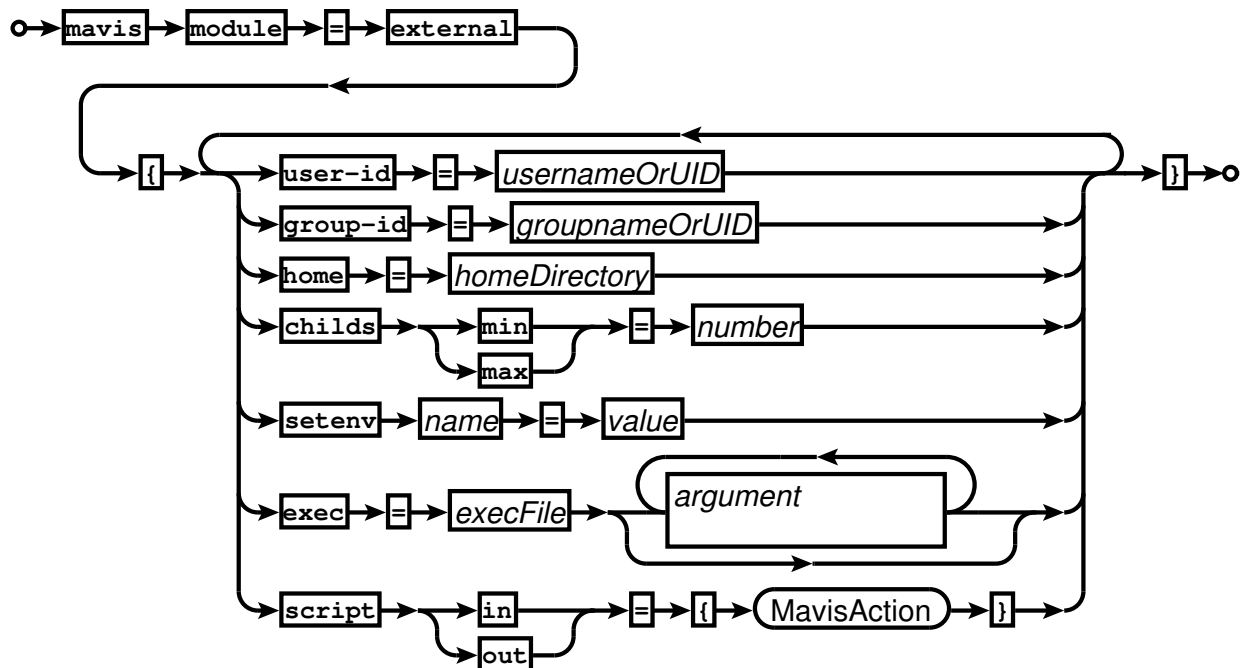 mavis module = external
{ user-id = usernameOrUID }
group-id = groupnameOrUID
home = homeDirectory
childs min = number
max
setenv name = value
exec = execFile argument
script in = { MavisAction }
out